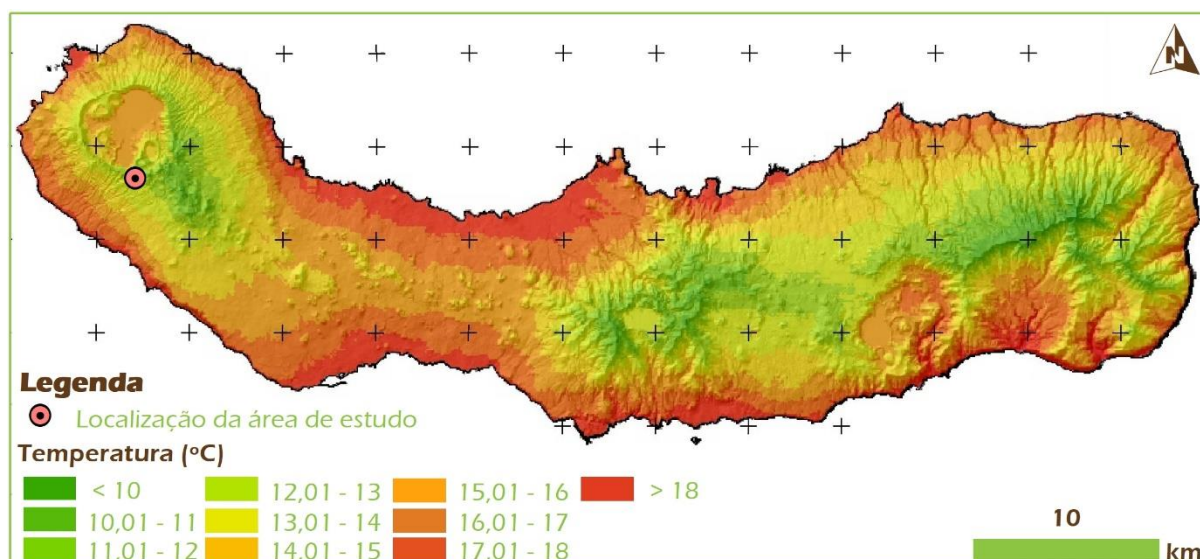 N
Legenda
Localização da área de estudo
Temperatura (ºC)
< 10
12,01 - 13
15,01 - 16
> 18
10,01 - 11
13,01 - 14
16,01 - 17
11,01 - 12
14,01 - 15
17,01 - 18
10
km